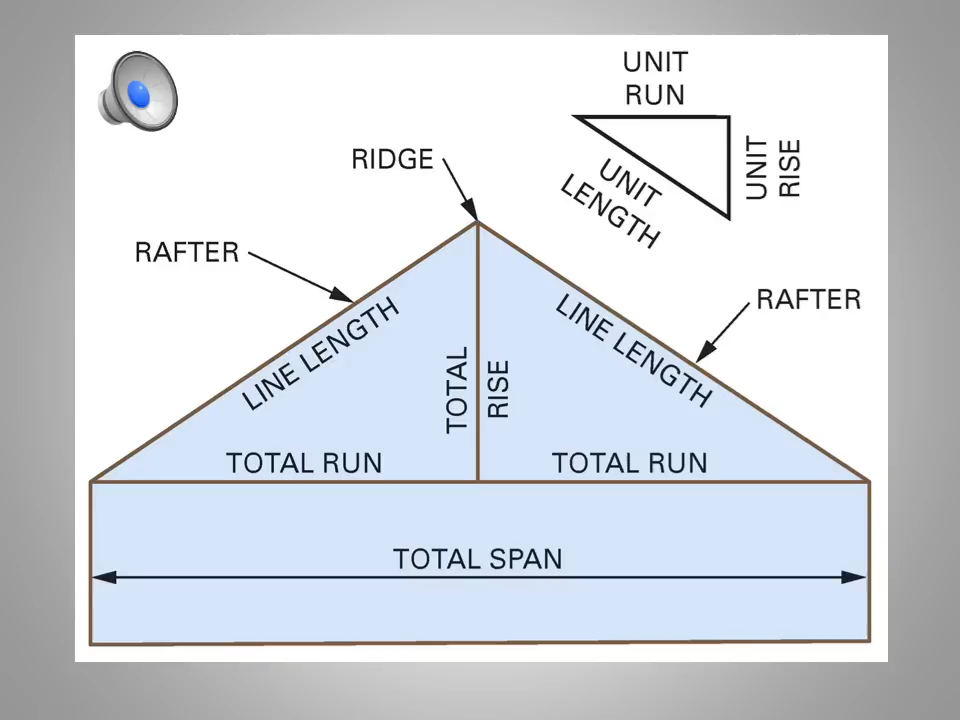 UNIT
RUN
UNIT
RISE
UNIT
LENGTH
RIDGE
RAFTER
RAFTER
LINE LENGTH
LINE LENGTH
TOTAL
RISE
TOTAL RUN
TOTAL RUN
TOTAL SPAN